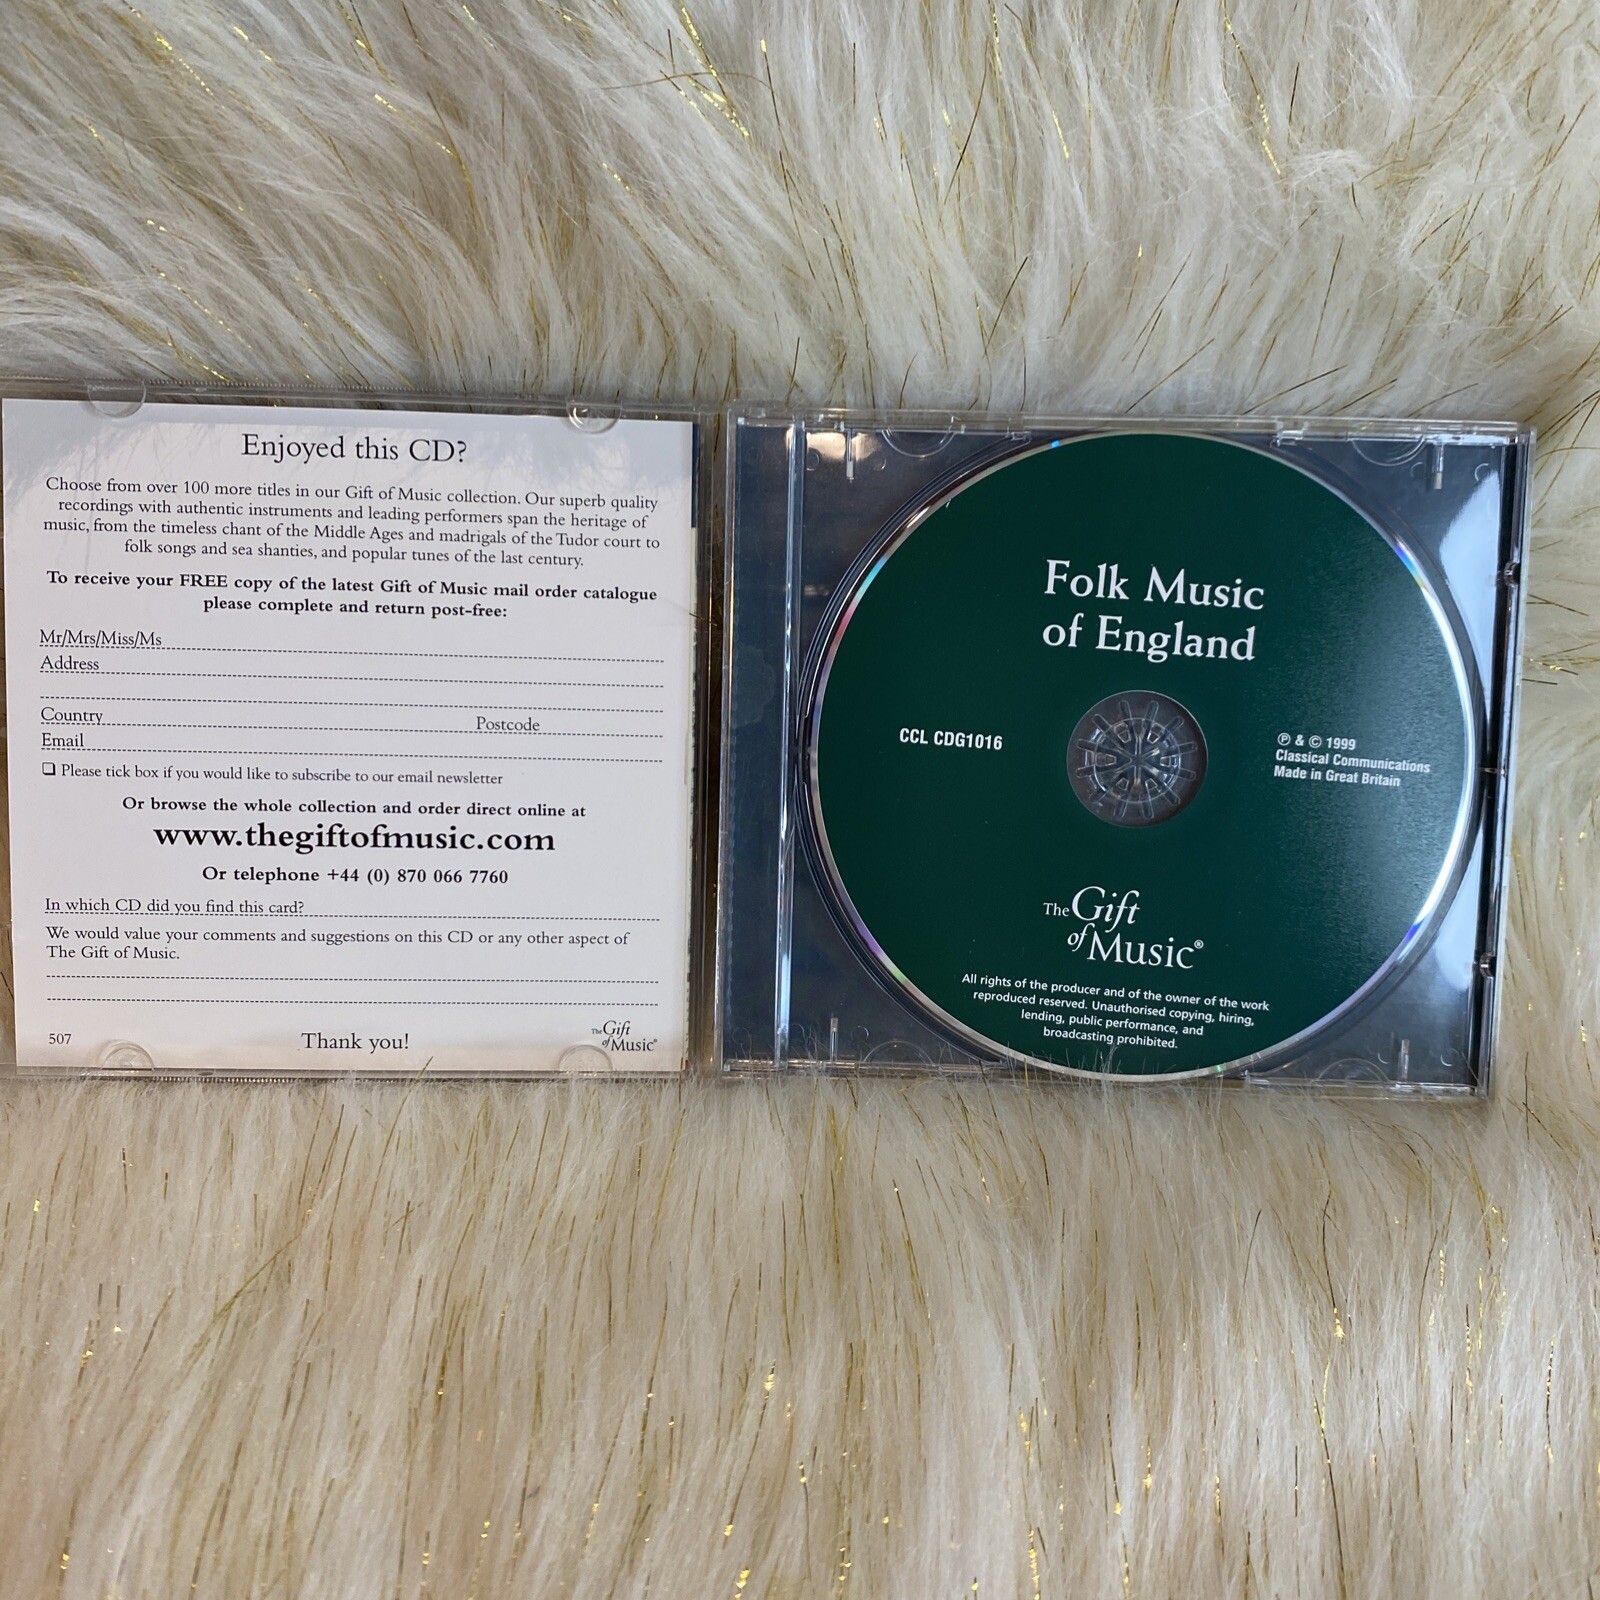 Enjoyed this CD?
Choose from over 100 more titles in our Gift of Music collection. Our superb quality
recordings with authentic instruments and leading performers span the heritage of
music, from the timeless chant of the Middle Ages and madrigals of the Tudor court to
folk songs and sea shanties, and popular tunes of the last century.
To receive your FREE copy of the latest Gift of Music mail order catalogue
please complete and return post-free:
Mr/Mrs/Miss/Ms
Address
Country Postcode
Email
❏ Please tick box if you would like to subscribe to our email newsletter
Or browse the whole collection and order direct online at
www.thegiftofmusic.com
Or telephone +44 (0) 870 066 7760
In which CD did you find this card?
We would value your comments and suggestions on this CD or any other aspect of
The Gift of Music.
507
Thank you!
The Gift
of Music®
Folk Music
of England
CCL CDG1016
℗ & © 1999
Classical Communications
Made in Great Britain
The Gift
of Music®
All rights of the producer and of the owner of the work
reproduced reserved. Unauthorised copying, hiring,
lending, public performance, and
broadcasting prohibited.